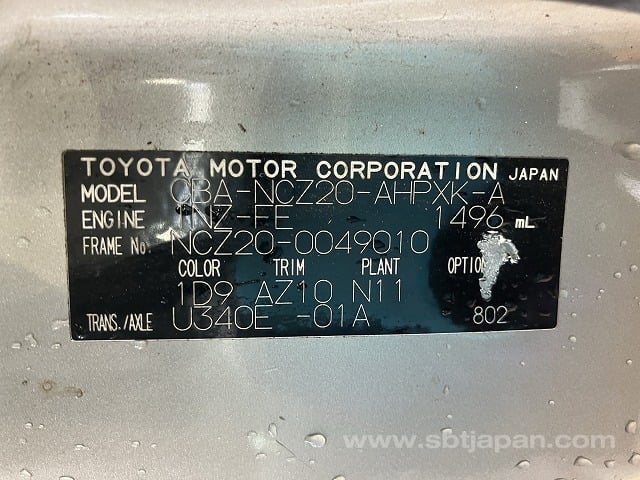 TOYOTA MOTOR CORPORATION JAPAN
MODEL CBA-NCZ20-AHPXK-A
ENGINE 1NZ-FE 1496 mL
FRAME No. NCZ20-0049010
COLOR TRIM PLANT OPTION
1D9 AZ10 N11
TRANS./AXLE U340E -01A 802
www.sbtjapan.com